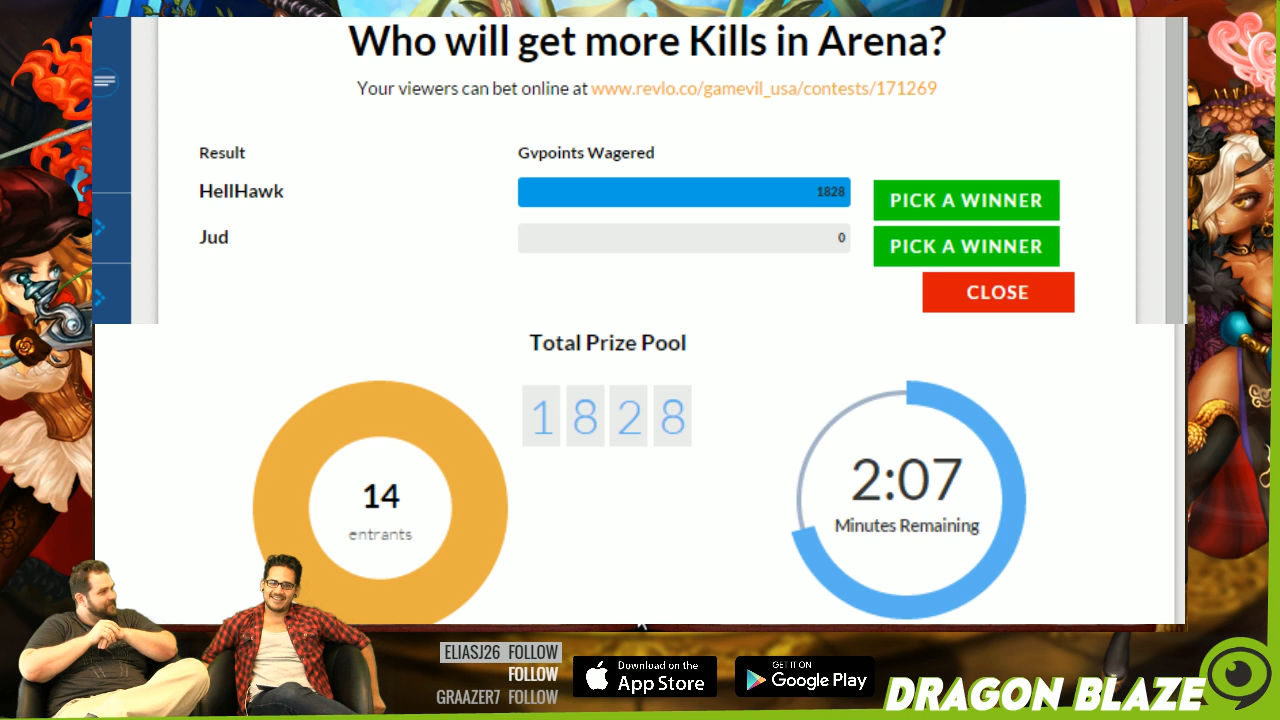 Who will get more Kills in Arena?
Your viewers can bet online at www.revlo.co/gamevil_usa/contests/171269
Result Gvpoints Wagered
HellHawk 1828 PICK A WINNER
Jud 0 PICK A WINNER
CLOSE
Total Prize Pool
1828
14
entrants
2:07
Minutes Remaining
ELIASJ26 FOLLOW
FOLLOW
GRAAZER7 FOLLOW
Download on the
App Store
GET IT ON
Google Play
DRAGON BLAZE